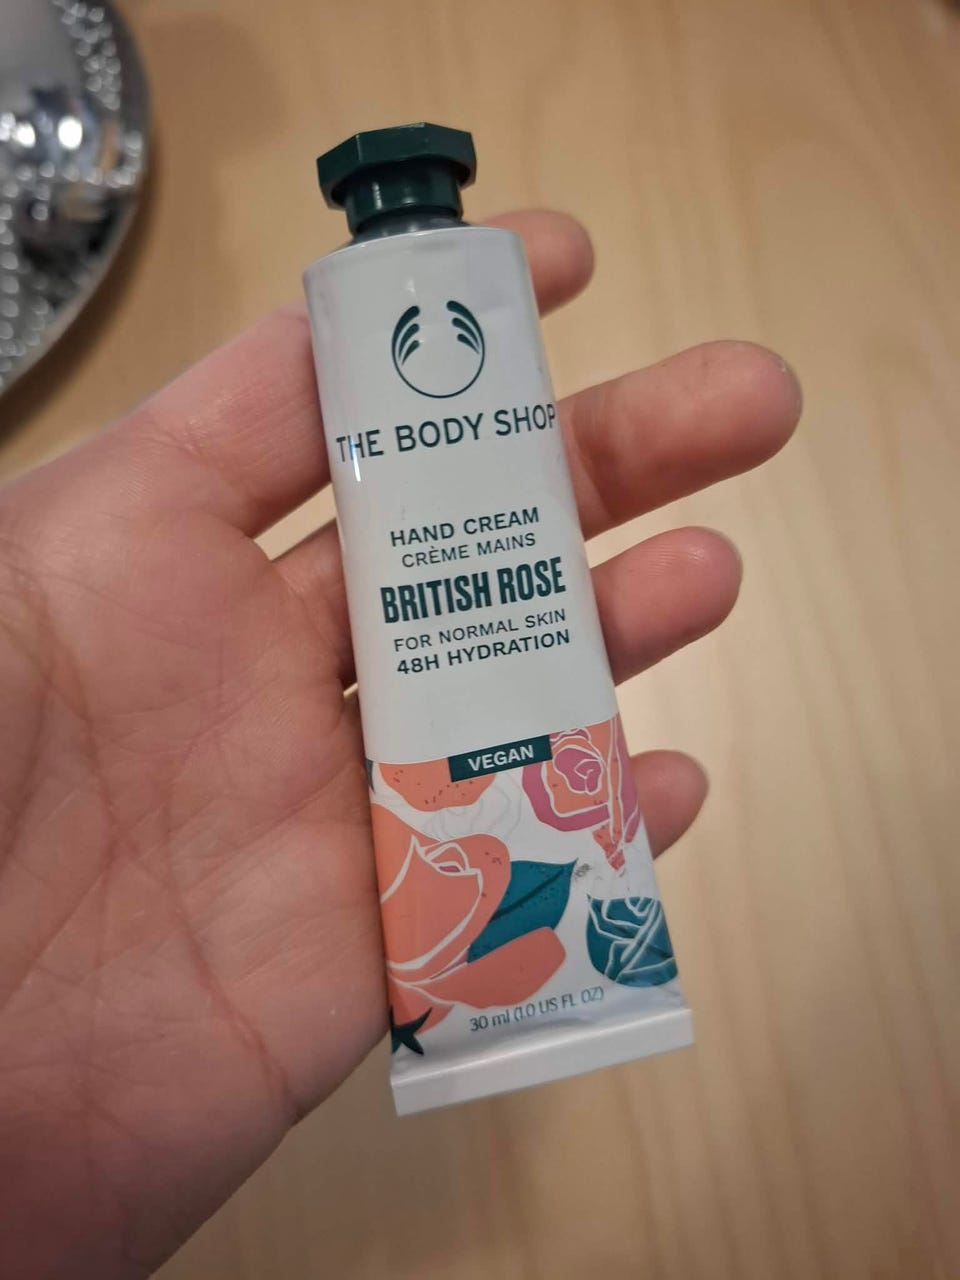 THE BODY SHOP
HAND CREAM
CRÈME MAINS
BRITISH ROSE
FOR NORMAL SKIN
48H HYDRATION
VEGAN
30 ml (1.0 US FL OZ)